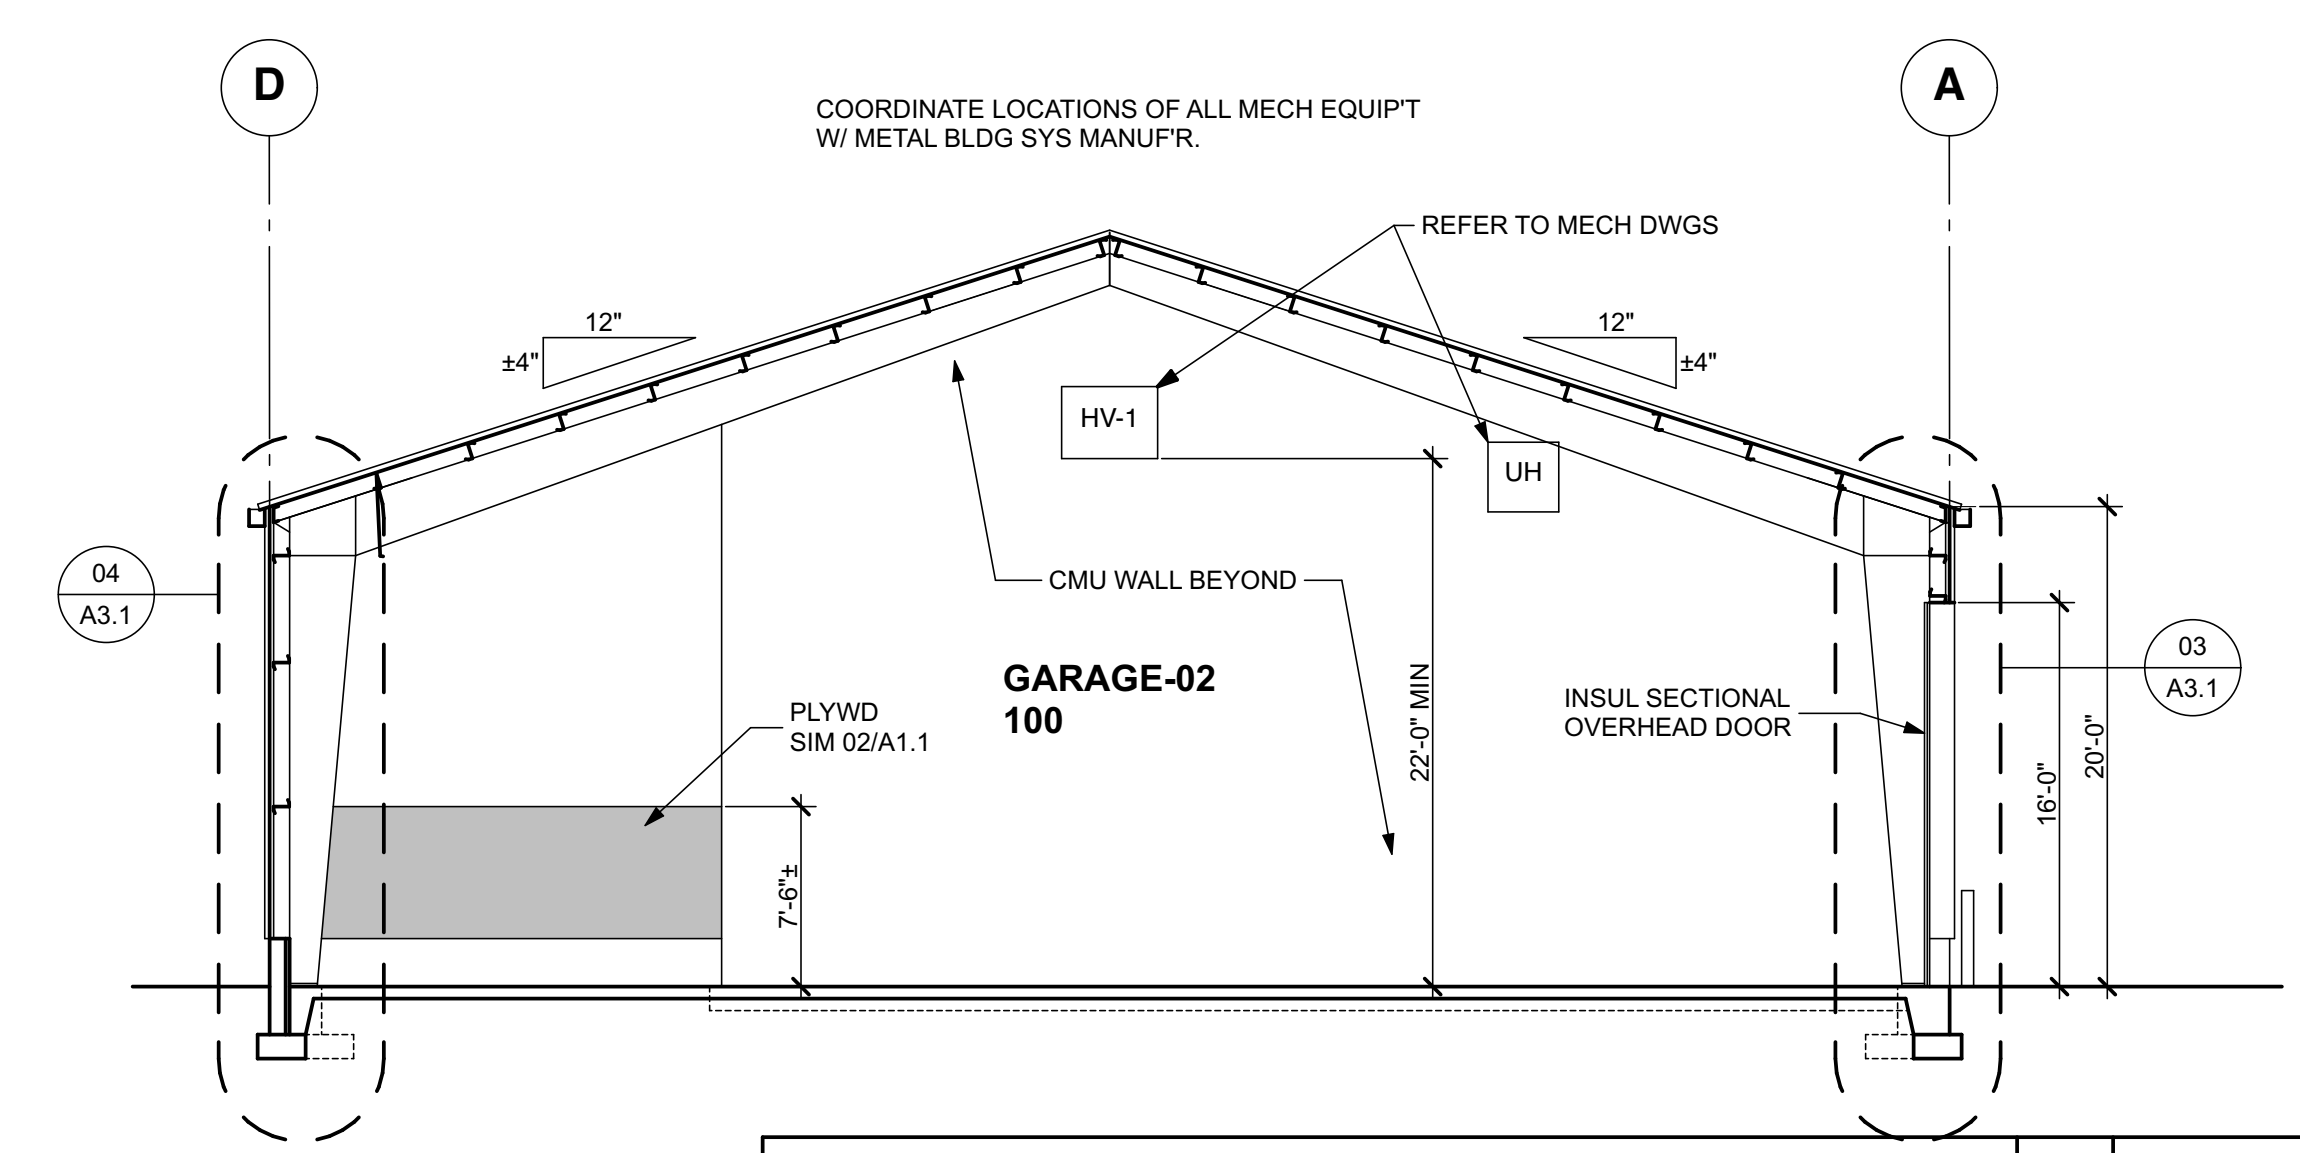 D
A
COORDINATE LOCATIONS OF ALL MECH EQUIP'T
W/ METAL BLDG SYS MANUF'R.
REFER TO MECH DWGS
12"
±4"
12"
±4"
HV-1
UH
04
A3.1
CMU WALL BEYOND
03
A3.1
GARAGE-02
100
PLYWD
SIM 02/A1.1
INSUL SECTIONAL
OVERHEAD DOOR
22'-0" MIN
20'-0"
16'-0"
7'-6"±